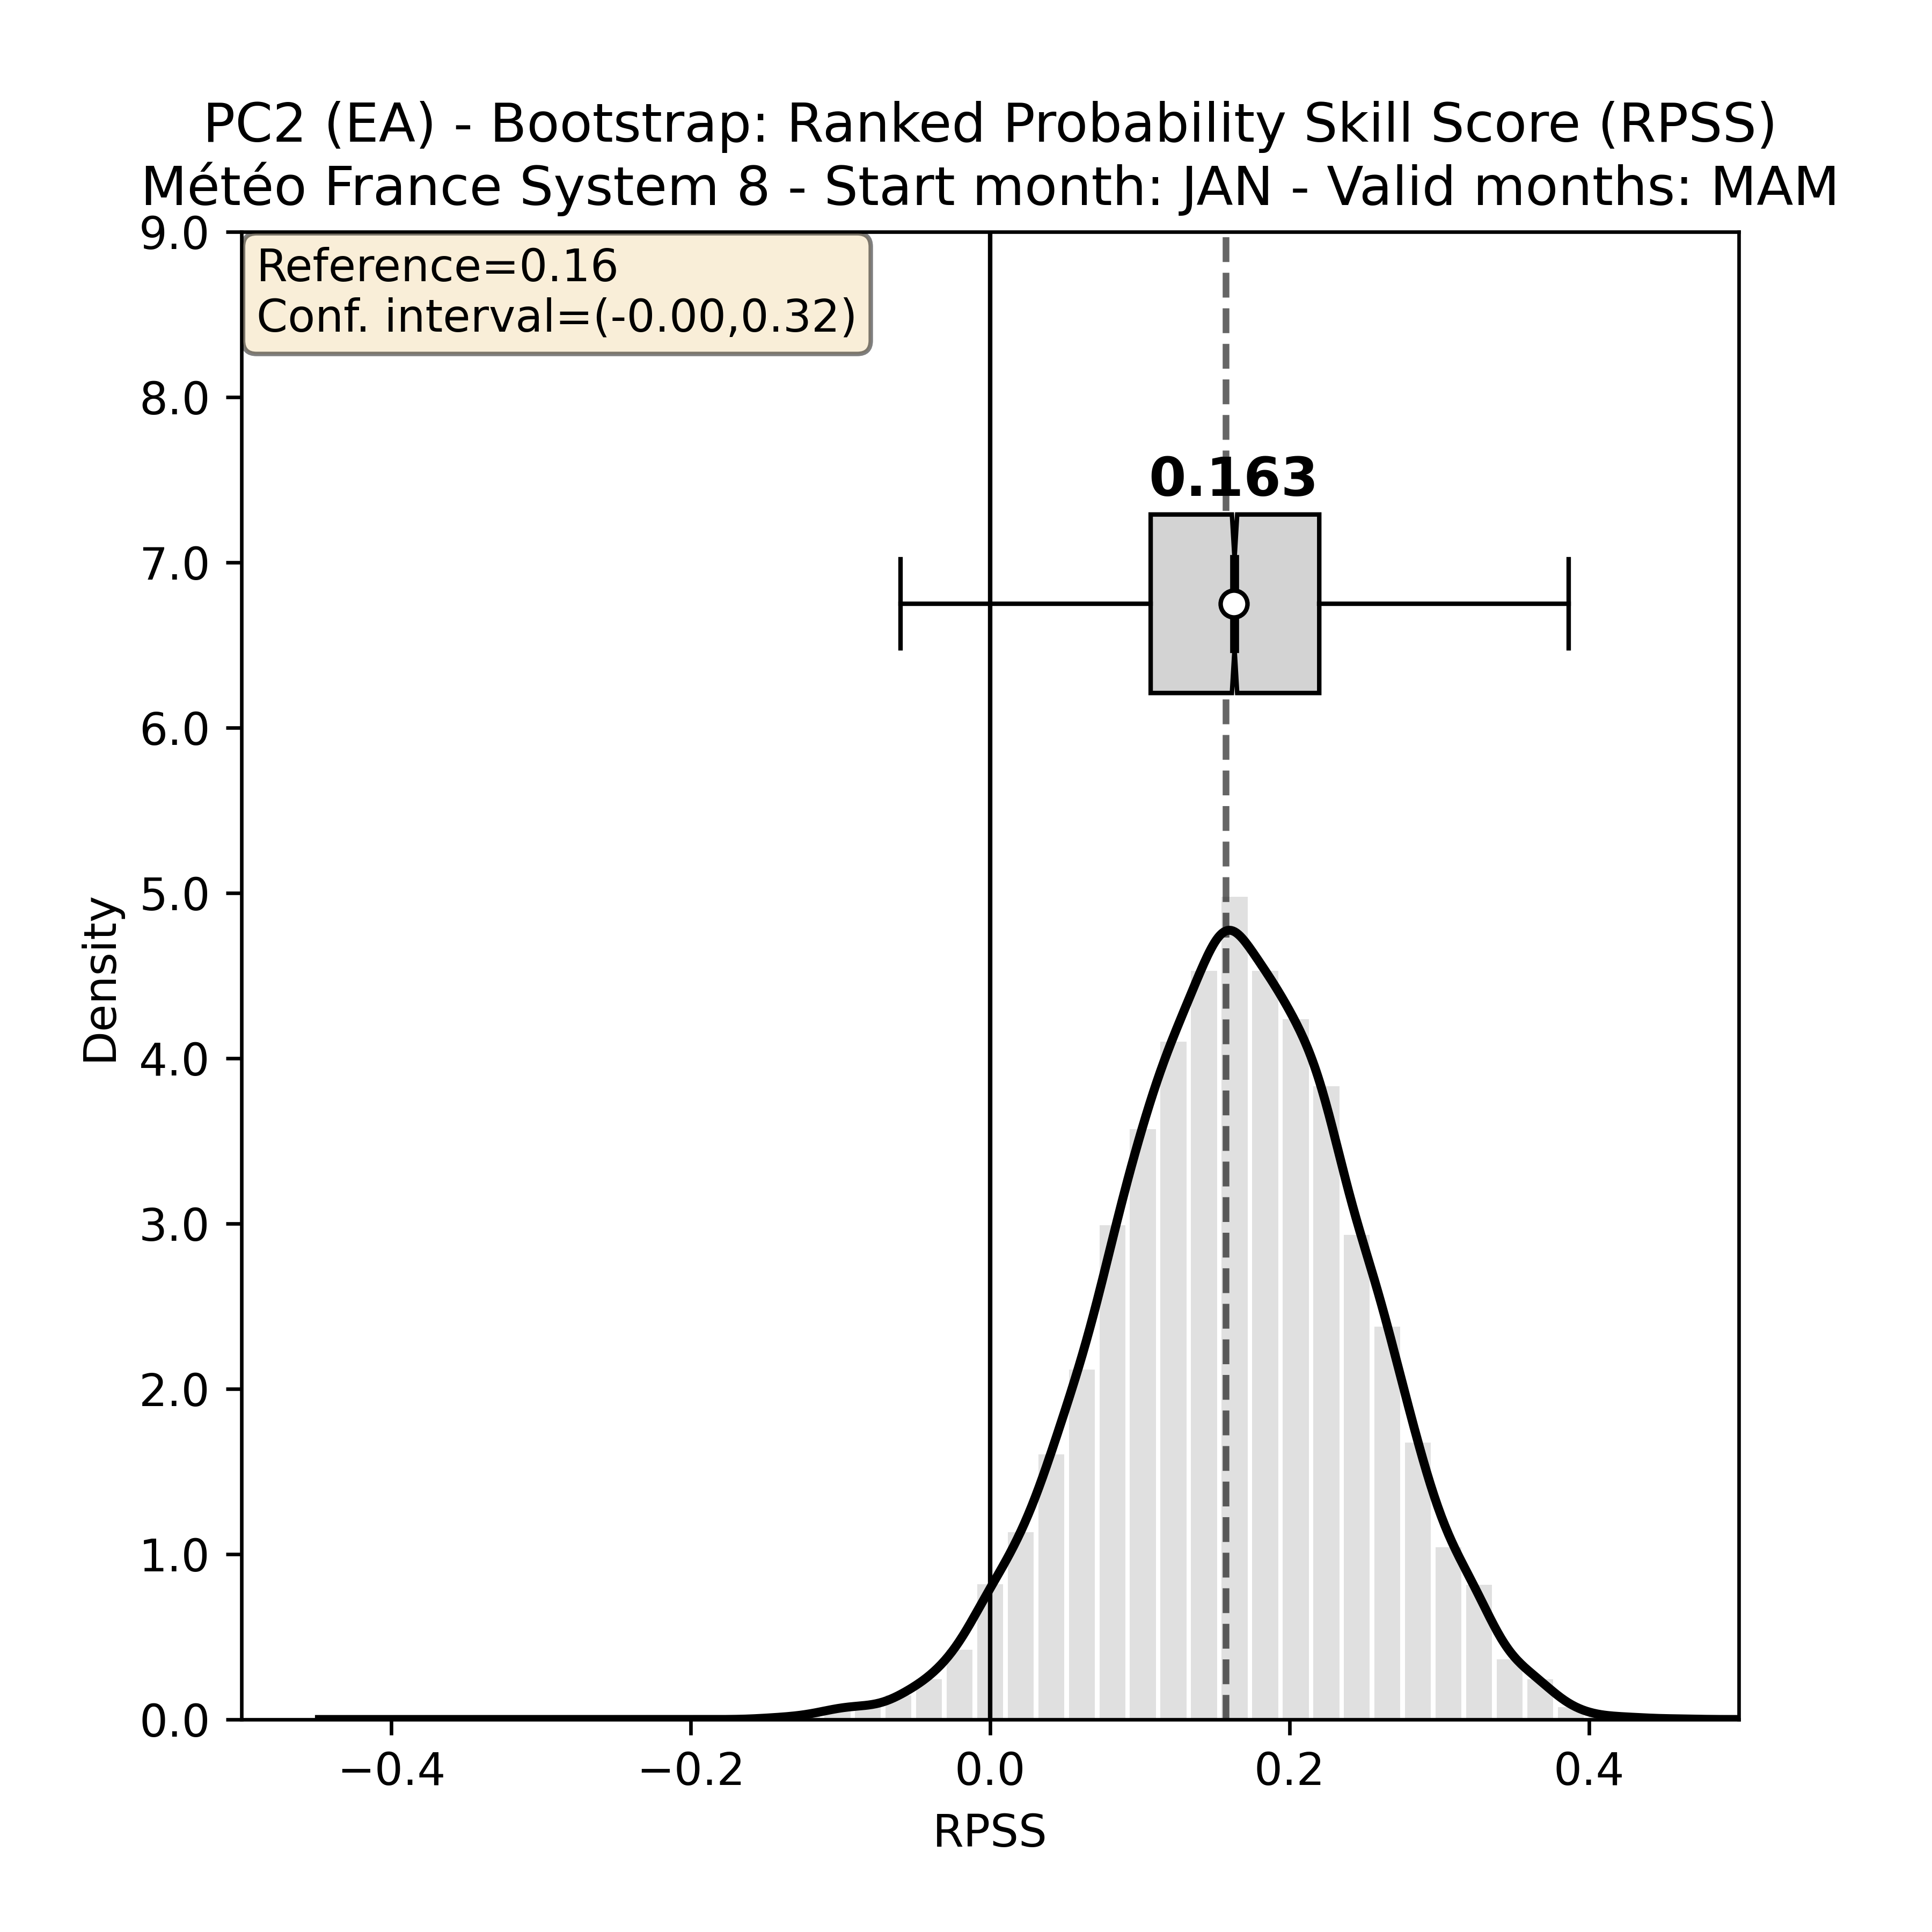 PC2 (EA) - Bootstrap: Ranked Probability Skill Score (RPSS)
Météo France System 8 - Start month: JAN - Valid months: MAM
Reference=0.16
Conf. interval=(-0.00,0.32)
0.163
9.0
8.0
7.0
6.0
5.0
4.0
3.0
2.0
1.0
0.0
Density
−0.4
−0.2
0.0
0.2
0.4
RPSS